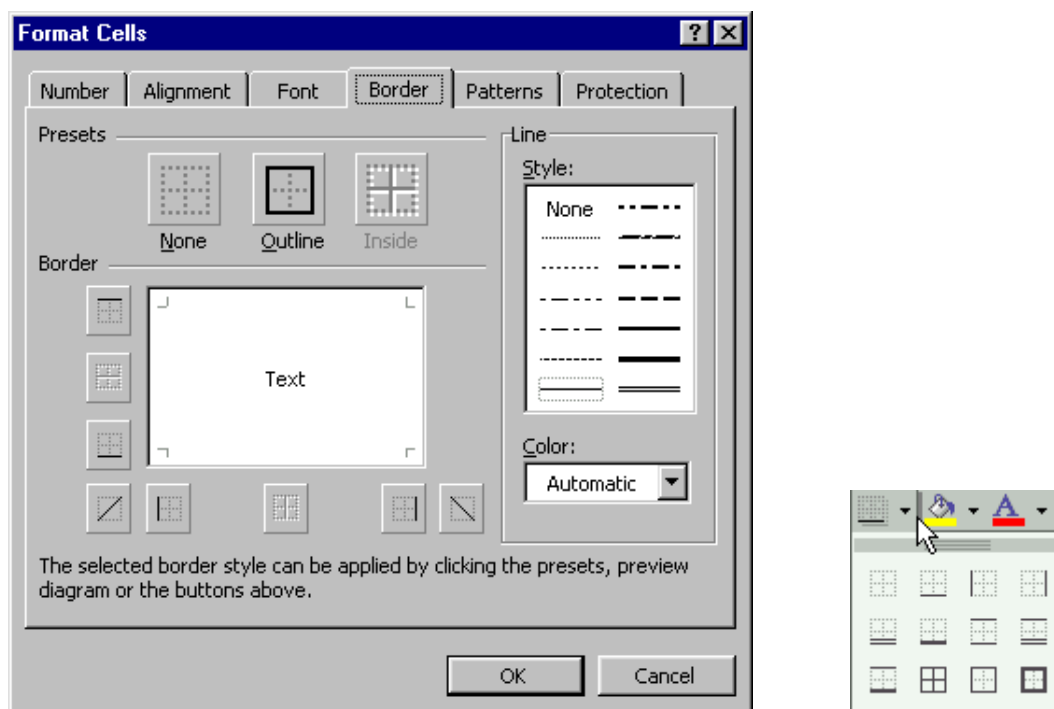 Format Cells
Number Alignment Font Border Patterns Protection
Presets
None Outline Inside
Border
Text
Line
Style:
None
Color:
Automatic
The selected border style can be applied by clicking the presets, preview
diagram or the buttons above.
OK Cancel
A